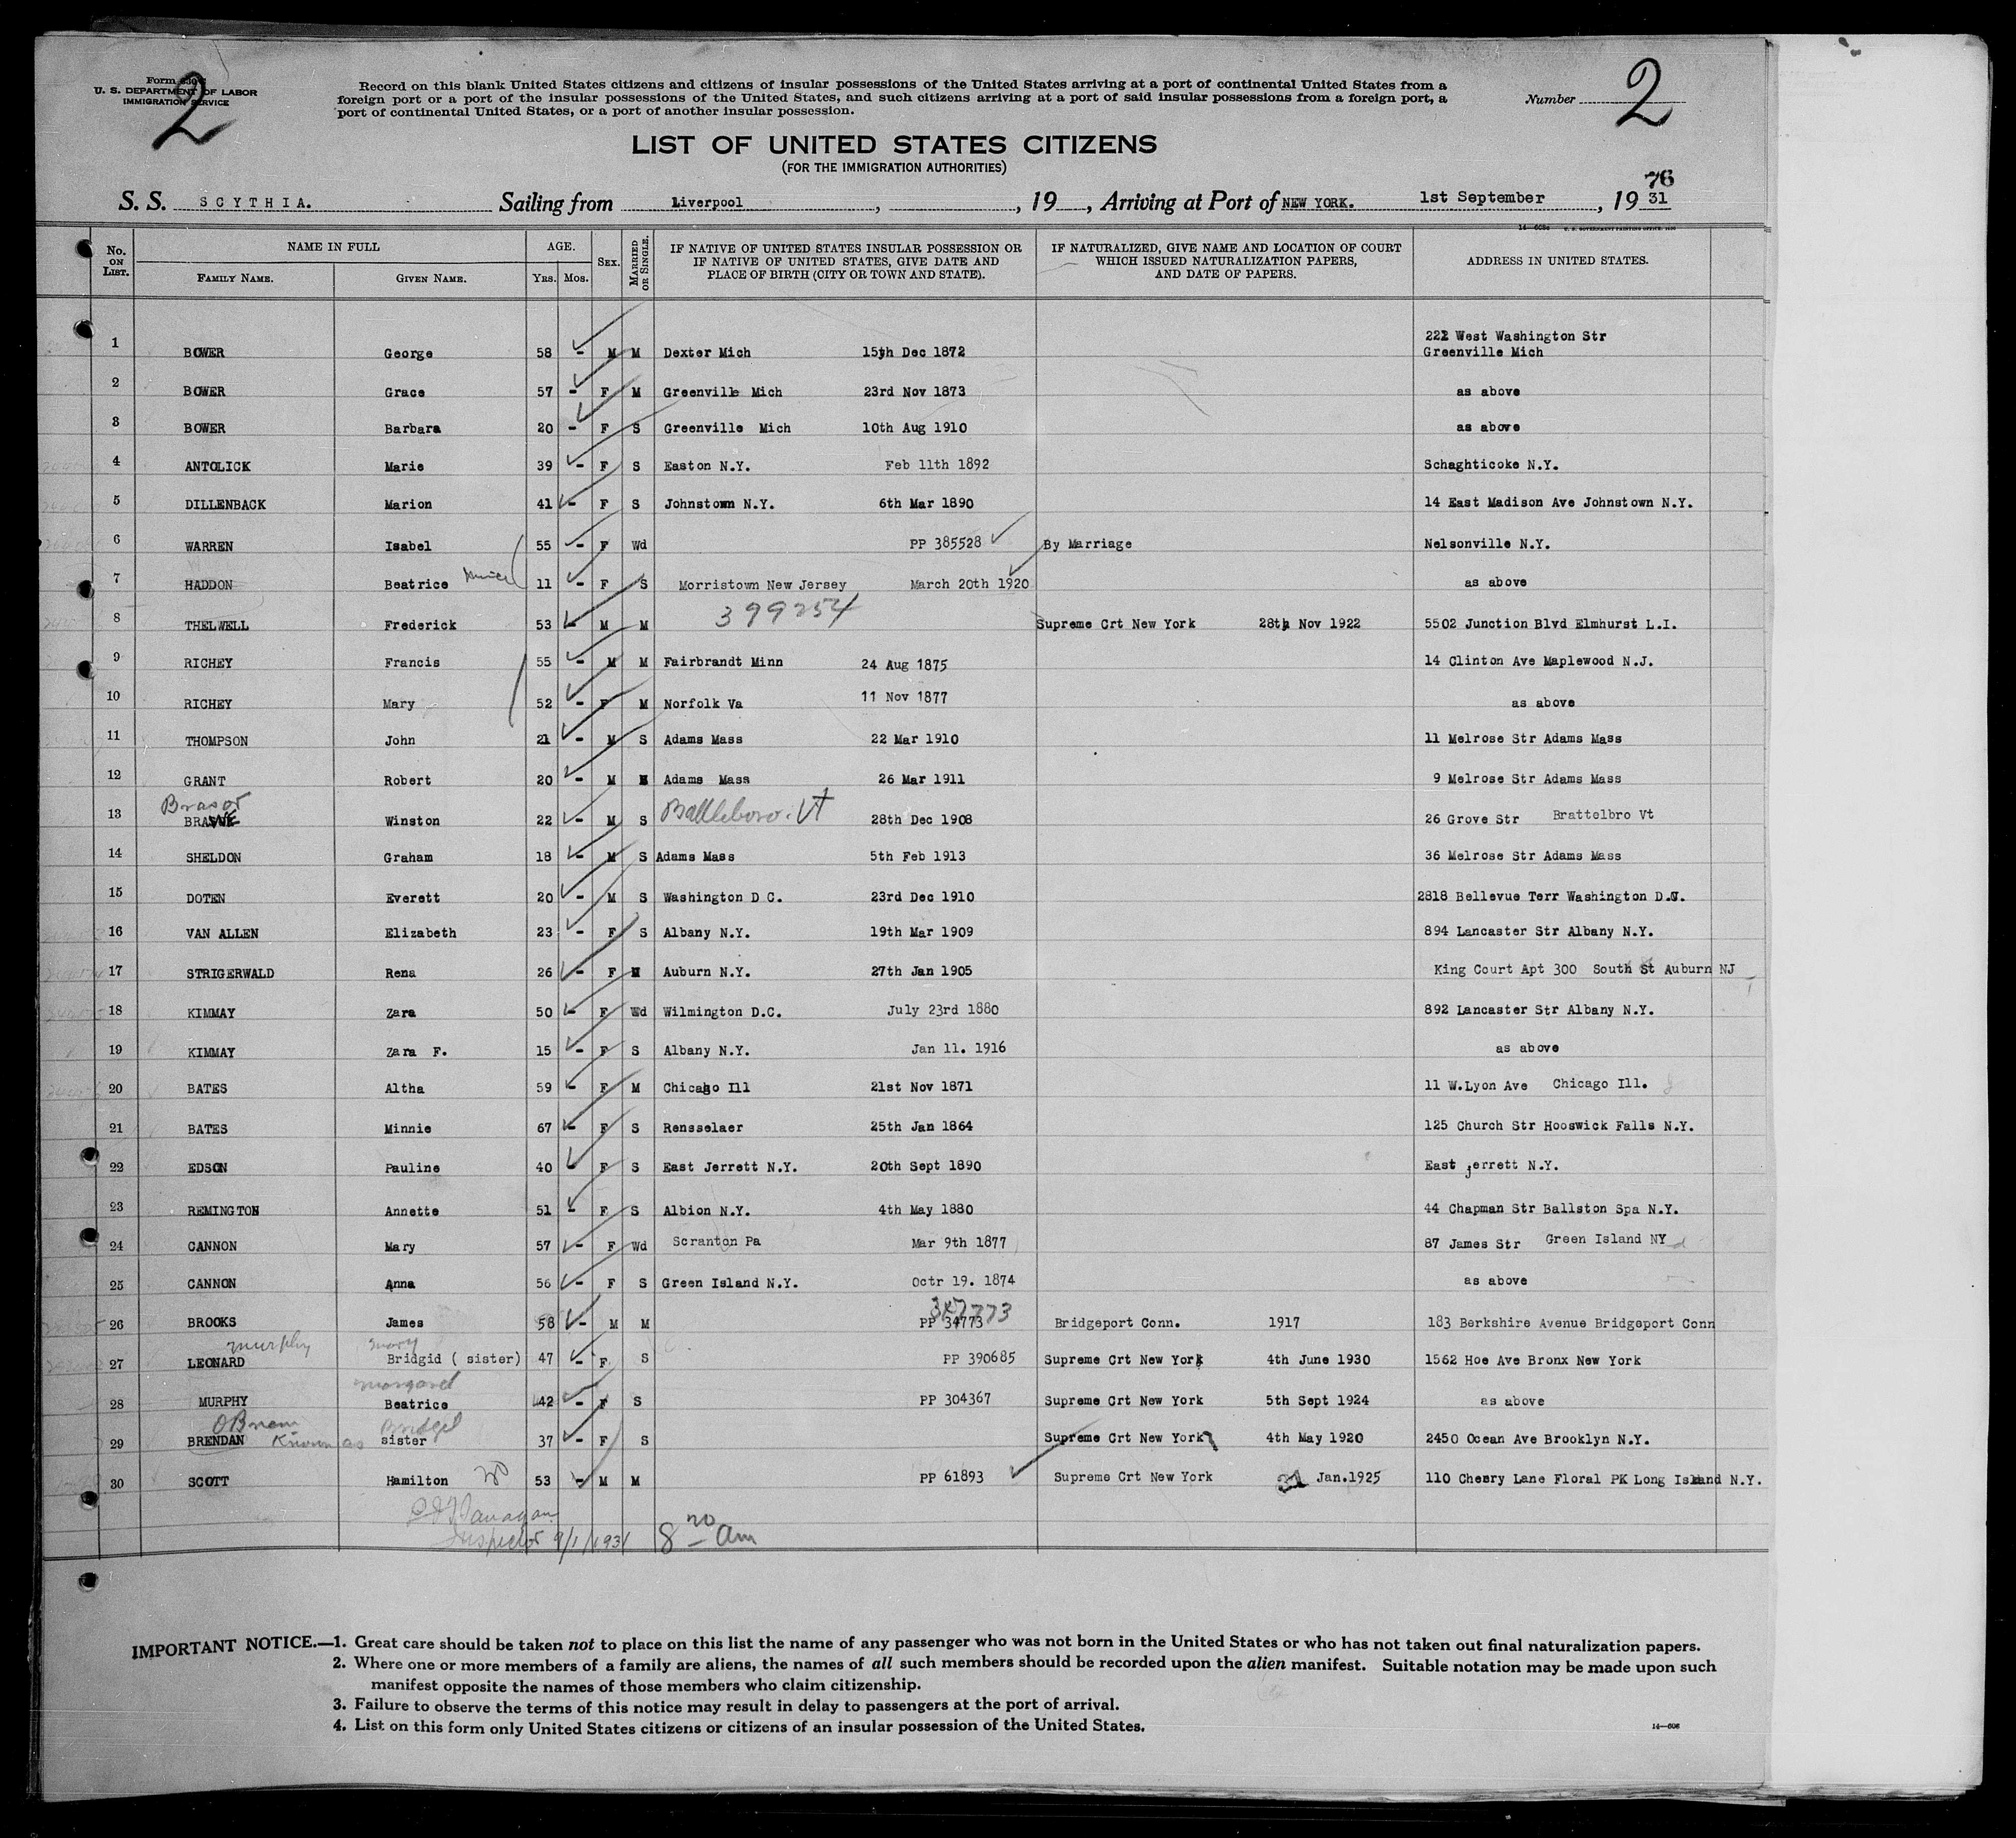 Form 630
U. S. DEPARTMENT OF LABOR
IMMIGRATION SERVICE
2
Record on this blank United States citizens and citizens of insular possessions of the United States arriving at a port of continental United States from a
foreign port or a port of the insular possessions of the United States, and such citizens arriving at a port of said insular possessions from a foreign port, a
port of continental United States, or a port of another insular possession.
Number 2
LIST OF UNITED STATES CITIZENS
(FOR THE IMMIGRATION AUTHORITIES)
76
S. S. SCYTHIA. Sailing from Liverpool , , 19 , Arriving at Port of NEW YORK. 1st September , 19 31
No. ON LIST. NAME IN FULL FAMILY NAME. GIVEN NAME. AGE. YRS. MOS. SEX. MARRIED OR SINGLE. IF NATIVE OF UNITED STATES INSULAR POSSESSION OR IF NATIVE OF UNITED STATES, GIVE DATE AND PLACE OF BIRTH (CITY OR TOWN AND STATE). IF NATURALIZED, GIVE NAME AND LOCATION OF COURT WHICH ISSUED NATURALIZATION PAPERS, AND DATE OF PAPERS. ADDRESS IN UNITED STATES.
222 West Washington Str
1 BOWER George 58 - M M Dexter Mich 15th Dec 1872 Greenville Mich
2 BOWER Grace 57 - F M Greenville Mich 23rd Nov 1873 as above
3 BOWER Barbara 20 - F S Greenville Mich 10th Aug 1910 as above
4 ANTOLICK Marie 39 - F S Easton N.Y. Feb 11th 1892 Schaghticoke N.Y.
5 DILLENBACK Marion 41 - F S Johnstown N.Y. 6th Mar 1890 14 East Madison Ave Johnstown N.Y.
6 WARREN Isabel 55 - F Wd PP 385528 By Marriage Nelsonville N.Y.
7 HADDON Beatrice 11 - F S Morristown New Jersey March 20th 1920 as above
399254
8 THELWELL Frederick 53 - M M Supreme Crt New York 28th Nov 1922 5502 Junction Blvd Elmhurst L.I.
9 RICHEY Francis 55 - M M Fairbrandt Minn 24 Aug 1875 14 Clinton Ave Maplewood N.J.
10 RICHEY Mary 52 - F M Norfolk Va 11 Nov 1877 as above
11 THOMPSON John 21 - M S Adams Mass 22 Mar 1910 11 Melrose Str Adams Mass
12 GRANT Robert 20 - M Adams Mass 26 Mar 1911 9 Melrose Str Adams Mass
Brasor
13 Winston 22 - M S Battleboro. Vt 28th Dec 1908 26 Grove Str Brattelbro Vt
14 SHELDON Graham 18 - M S Adams Mass 5th Feb 1913 36 Melrose Str Adams Mass
15 DOTEN Everett 20 - M S Washington D C. 23rd Dec 1910 2818 Bellevue Terr Washington D.C.
16 VAN ALLEN Elizabeth 23 - F S Albany N.Y. 19th Mar 1909 894 Lancaster Str Albany N.Y.
17 STRIGERWALD Rena 26 - F M Auburn N.Y. 27th Jan 1905 King Court Apt 300 South St Auburn NJ
18 KIMMAY Zara 50 - F Wd Wilmington D.C. July 23rd 1880 892 Lancaster Str Albany N.Y.
19 KIMMAY Zara F. 15 - F S Albany N.Y. Jan 11. 1916 as above
20 BATES Altha 59 - F M Chicago Ill 21st Nov 1871 11 W.Lyon Ave Chicago Ill.
21 BATES Minnie 67 - F S Rensselaer 25th Jan 1864 125 Church Str Hooswick Falls N.Y.
22 EDSON Pauline 40 - F S East Jerrett N.Y. 20th Sept 1890 East Jerrett N.Y.
23 REMINGTON Annette 51 - F S Albion N.Y. 4th May 1880 44 Chapman Str Ballston Spa N.Y.
24 CANNON Mary 57 - F Wd Scranton Pa Mar 9th 1877 87 James Str Green Island NY
25 CANNON Anna 56 - F S Green Island N.Y. Octr 19. 1874 as above
26 BROOKS James 58 - M M PP 34773 Bridgeport Conn. 1917 183 Berkshire Avenue Bridgeport Conn
murphy mary
27 LEONARD Bridgid ( sister) 47 - F S PP 390685 Supreme Crt New York 4th June 1930 1562 Hoe Ave Bronx New York
margaret
28 MURPHY Beatrice 42 - F S PP 304367 Supreme Crt New York 5th Sept 1924 as above
OBrien Bridget
29 BRENDAN Known as sister 37 - F S Supreme Crt New York 4th May 1920 2450 Ocean Ave Brooklyn N.Y.
30 SCOTT Hamilton 53 - M M PP 61893 Supreme Crt New York 31 Jan.1925 110 Cherry Lane Floral PK Long Island N.Y.
Inspector 9/1/1931 8 20 am
IMPORTANT NOTICE.—1. Great care should be taken not to place on this list the name of any passenger who was not born in the United States or who has not taken out final naturalization papers.
2. Where one or more members of a family are aliens, the names of all such members should be recorded upon the alien manifest. Suitable notation may be made upon such
manifest opposite the names of those members who claim citizenship.
3. Failure to observe the terms of this notice may result in delay to passengers at the port of arrival.
4. List on this form only United States citizens or citizens of an insular possession of the United States.
14—606